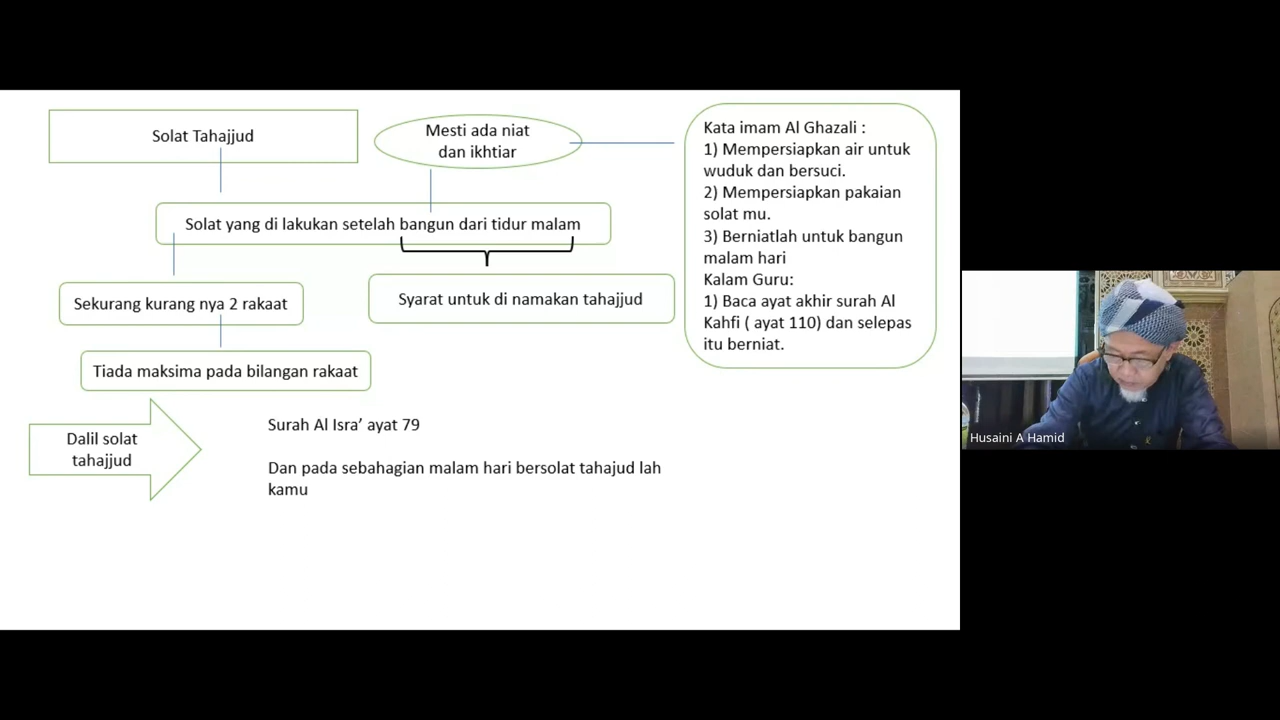 Solat Tahajjud
Mesti ada niat
dan ikhtiar
Solat yang di lakukan setelah bangun dari tidur malam
Sekurang kurang nya 2 rakaat
Syarat untuk di namakan tahajjud
Tiada maksima pada bilangan rakaat
Kata imam Al Ghazali :
1) Mempersiapkan air untuk
wuduk dan bersuci.
2) Mempersiapkan pakaian
solat mu.
3) Berniatlah untuk bangun
malam hari
Kalam Guru:
1) Baca ayat akhir surah Al
Kahfi ( ayat 110) dan selepas
itu berniat.
Dalil solat
tahajjud
Surah Al Isra’ ayat 79
Dan pada sebahagian malam hari bersolat tahajud lah
kamu
Husaini A Hamid